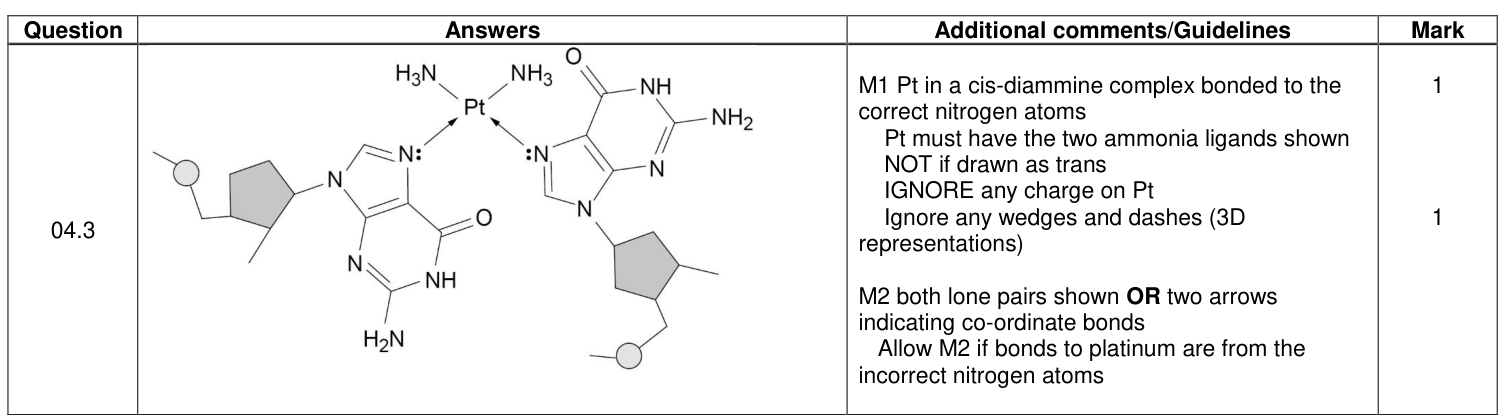 Question Answers Additional comments/Guidelines Mark
04.3
H₃N NH₃
Pt
O
NH
NH₂
N
N:
:N
N
N
O
N
NH
H₂N
M1 Pt in a cis-diammine complex bonded to the 1
correct nitrogen atoms
Pt must have the two ammonia ligands shown
NOT if drawn as trans
IGNORE any charge on Pt
Ignore any wedges and dashes (3D 1
representations)
M2 both lone pairs shown OR two arrows
indicating co-ordinate bonds
Allow M2 if bonds to platinum are from the
incorrect nitrogen atoms